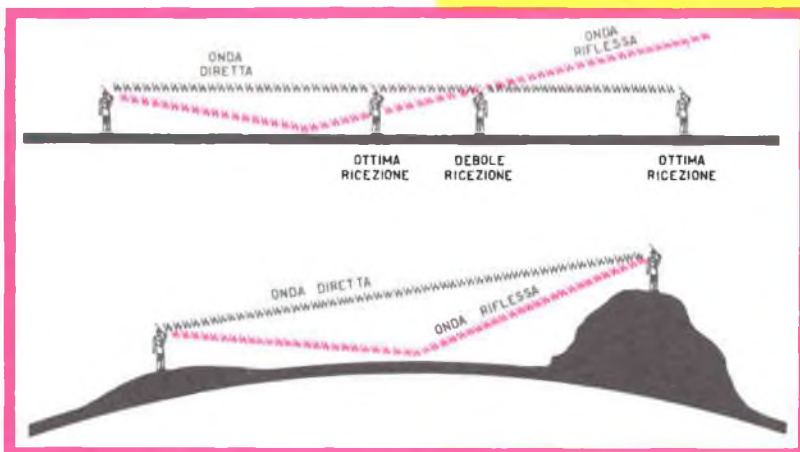 ONDA
DIRETTA
ONDA
RIFLESSA
OTTIMA
RICEZIONE
DEBOLE
RICEZIONE
OTTIMA
RICEZIONE
ONDA DIRETTA
ONDA RIFLESSA